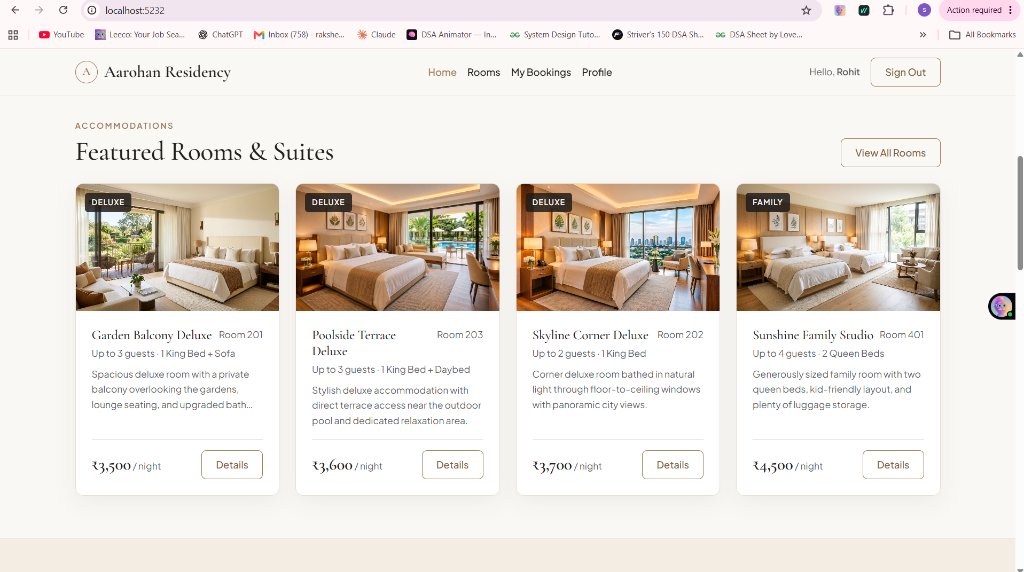 localhost:5232
Action required
YouTube
Leeco: Your Job Sea...
ChatGPT
Inbox (758) - rakshe...
Claude
DSA Animator — In...
System Design Tuto...
Striver's 150 DSA Sh...
DSA Sheet by Love...
»
All Bookmarks
A Aarohan Residency
Home Rooms My Bookings Profile
Hello, Rohit
Sign Out
ACCOMMODATIONS
Featured Rooms & Suites
View All Rooms
DELUXE
Garden Balcony Deluxe Room 201
Up to 3 guests · 1 King Bed + Sofa
Spacious deluxe room with a private
balcony overlooking the gardens,
lounge seating, and upgraded bath...
₹3,500 / night
Details
DELUXE
Poolside Terrace
Deluxe
Room 203
Up to 3 guests · 1 King Bed + Daybed
Stylish deluxe accommodation with
direct terrace access near the outdoor
pool and dedicated relaxation area.
₹3,600 / night
Details
DELUXE
Skyline Corner Deluxe Room 202
Up to 2 guests · 1 King Bed
Corner deluxe room bathed in natural
light through floor-to-ceiling windows
with panoramic city views.
₹3,700 / night
Details
FAMILY
Sunshine Family Studio Room 401
Up to 4 guests · 2 Queen Beds
Generously sized family room with two
queen beds, kid-friendly layout, and
plenty of luggage storage.
₹4,500 / night
Details